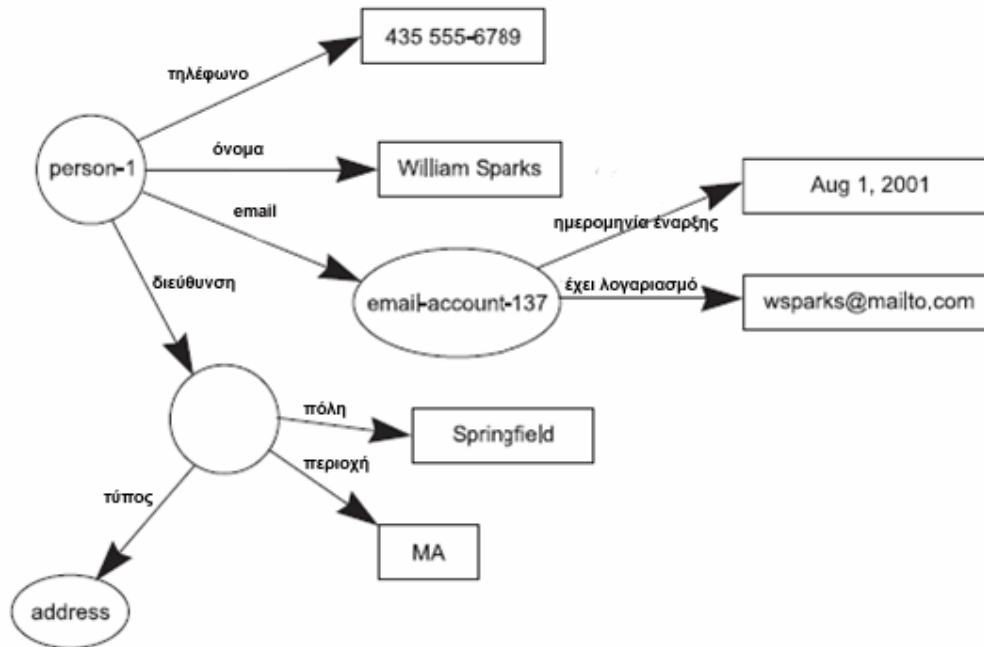 435 555-6789
τηλέφωνο
όνομα
person-1
William Sparks
Aug 1, 2001
email
ημερομηνία έναρξης
διεύθυνση
έχει λογαριασμό
email-account-137
wsparks@mailto.com
πόλη
Springfield
περιοχή
τύπος
MA
address